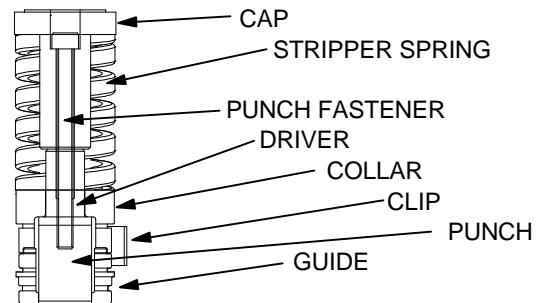 CAP
STRIPPER SPRING
PUNCH FASTENER
DRIVER
COLLAR
CLIP
PUNCH
GUIDE